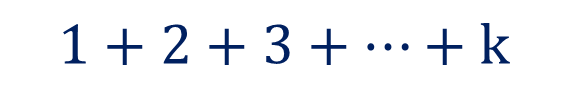 1 + 2 + 3 + ⋯ + k